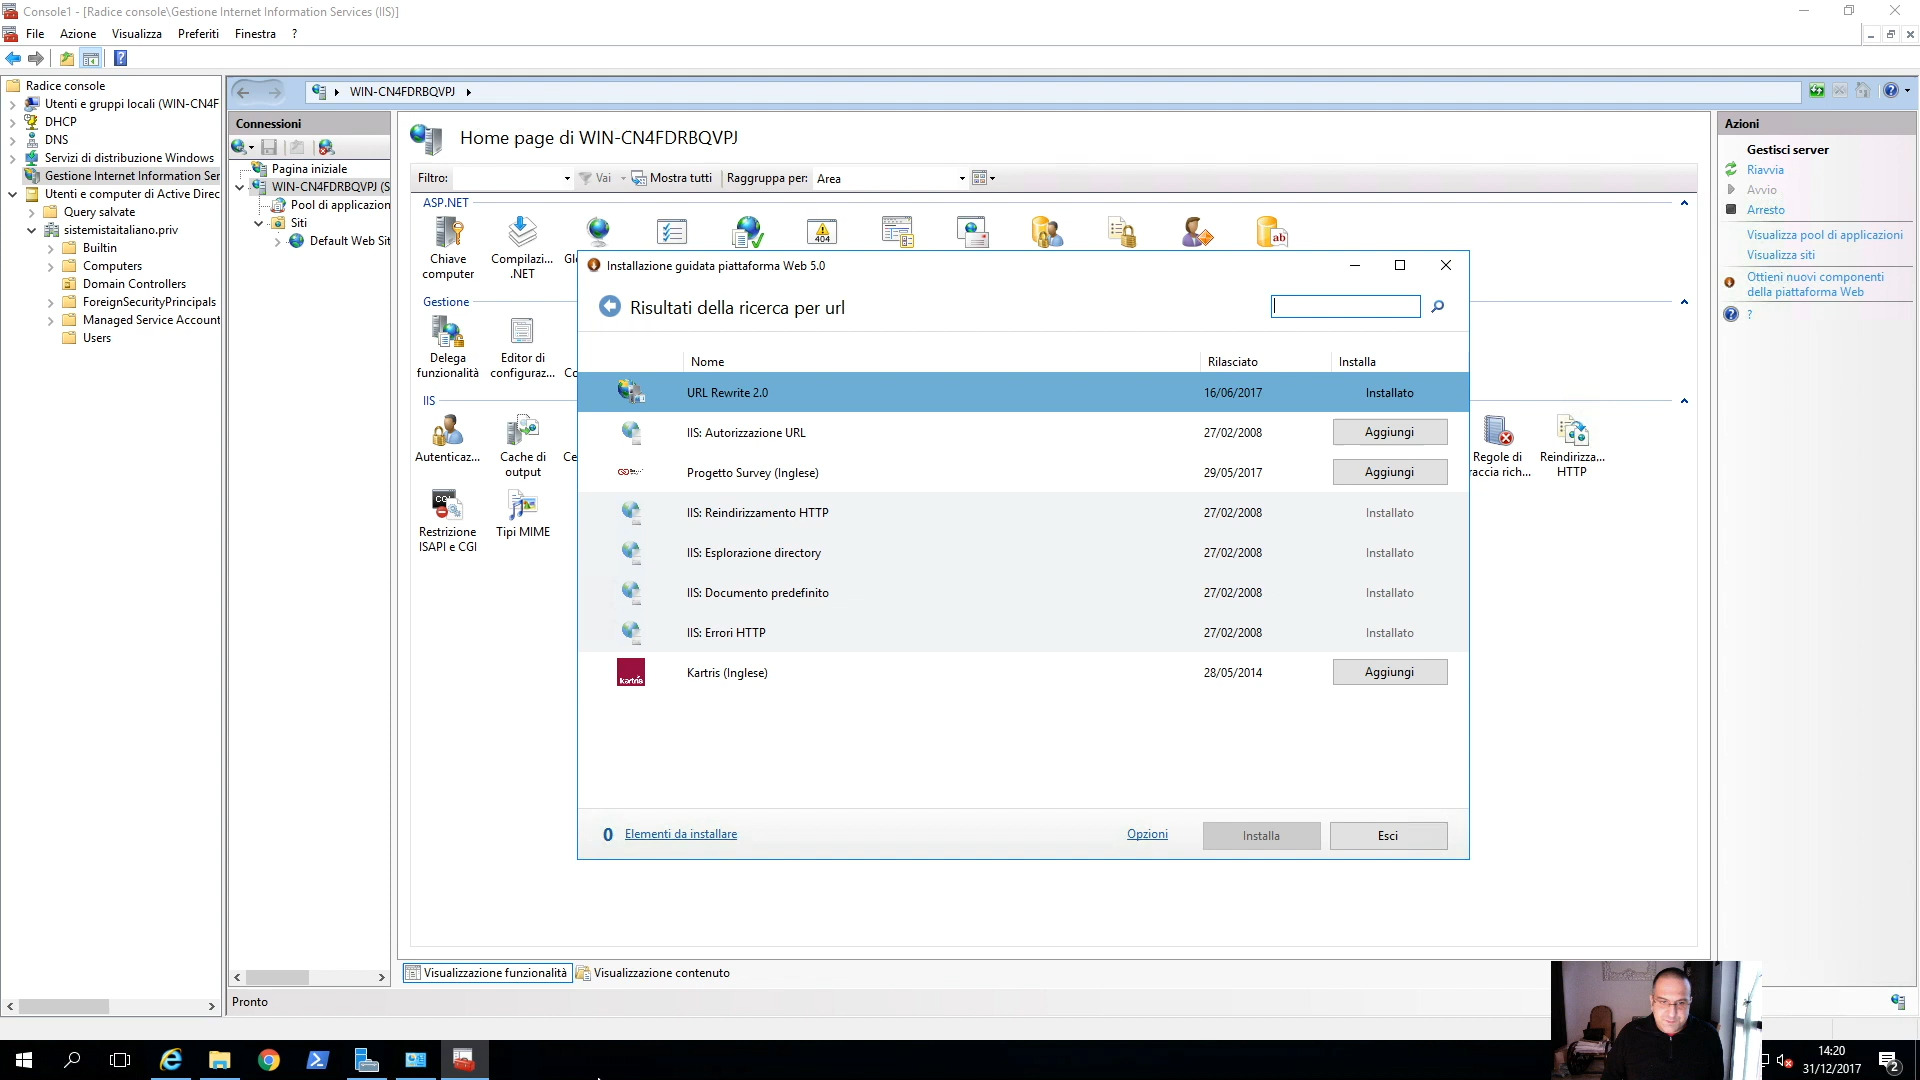 Console1 - [Radice console\Gestione Internet Information Services (IIS)]
File Azione Visualizza Preferiti Finestra ?
Radice console
Utenti e gruppi locali (WIN-CN4F
DHCP
DNS
Servizi di distribuzione Windows
Gestione Internet Information Ser
Utenti e computer di Active Direc
Query salvate
sistemistaitaliano.priv
Builtin
Computers
Domain Controllers
ForeignSecurityPrincipals
Managed Service Account
Users
WIN-CN4FDRBQVPJ
Connessioni
Pagina iniziale
WIN-CN4FDRBQVPJ (S
Pool di applicazion
Siti
Default Web Sit
Home page di WIN-CN4FDRBQVPJ
Filtro: Vai Mostra tutti Raggruppa per: Area
ASP.NET
Chiave computer
Compilazi... .NET
Gl
404
ab
Gestione
Delega funzionalità
Editor di configuraz...
Co
IIS
Autenticaz...
Cache di output
Ce
Regole di
raccia rich...
Reindirizza... HTTP
Restrizione ISAPI e CGI
Tipi MIME
Installazione guidata piattaforma Web 5.0
Risultati della ricerca per url
Nome Rilasciato Installa
URL Rewrite 2.0 16/06/2017 Installato
IIS: Autorizzazione URL 27/02/2008 Aggiungi
Progetto Survey (Inglese) 29/05/2017 Aggiungi
IIS: Reindirizzamento HTTP 27/02/2008 Installato
IIS: Esplorazione directory 27/02/2008 Installato
IIS: Documento predefinito 27/02/2008 Installato
IIS: Errori HTTP 27/02/2008 Installato
kartris
Kartris (Inglese) 28/05/2014 Aggiungi
0 Elementi da installare Opzioni Installa Esci
Azioni
Gestisci server
Riavvia
Avvio
Arresto
Visualizza pool di applicazioni
Visualizza siti
Ottieni nuovi componenti
della piattaforma Web
?
Visualizzazione funzionalità Visualizzazione contenuto
Pronto
14:20
31/12/2017
2